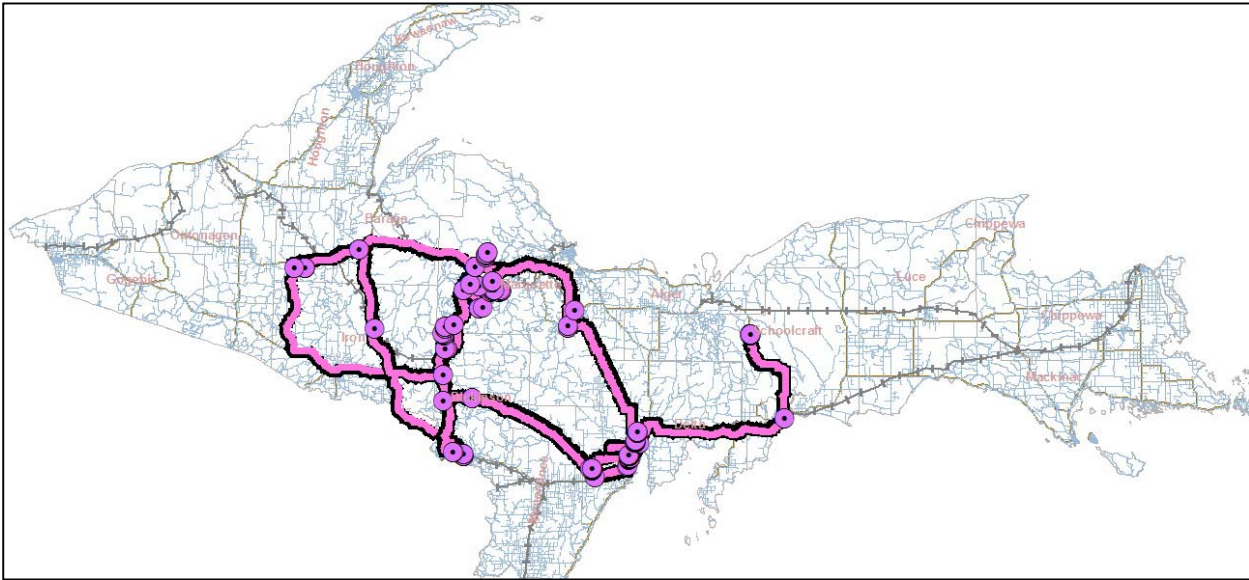 Keweenaw
Houghton
Houghton
Baraga
Ontonagon
Gogebic
Iron
Marquette
Alger
Luce
Chippewa
Chippewa
Schoolcraft
Mackinac
Dickinson
Delta
Menominee